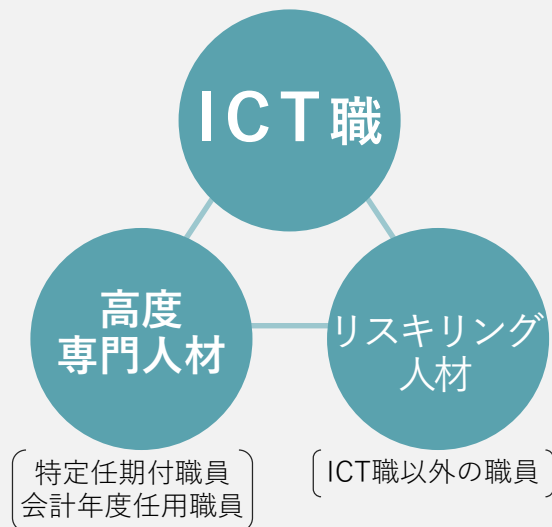 ICT職
高度
専門人材
リスキリング
人材
特定任期付職員
会計年度任用職員
ICT職以外の職員